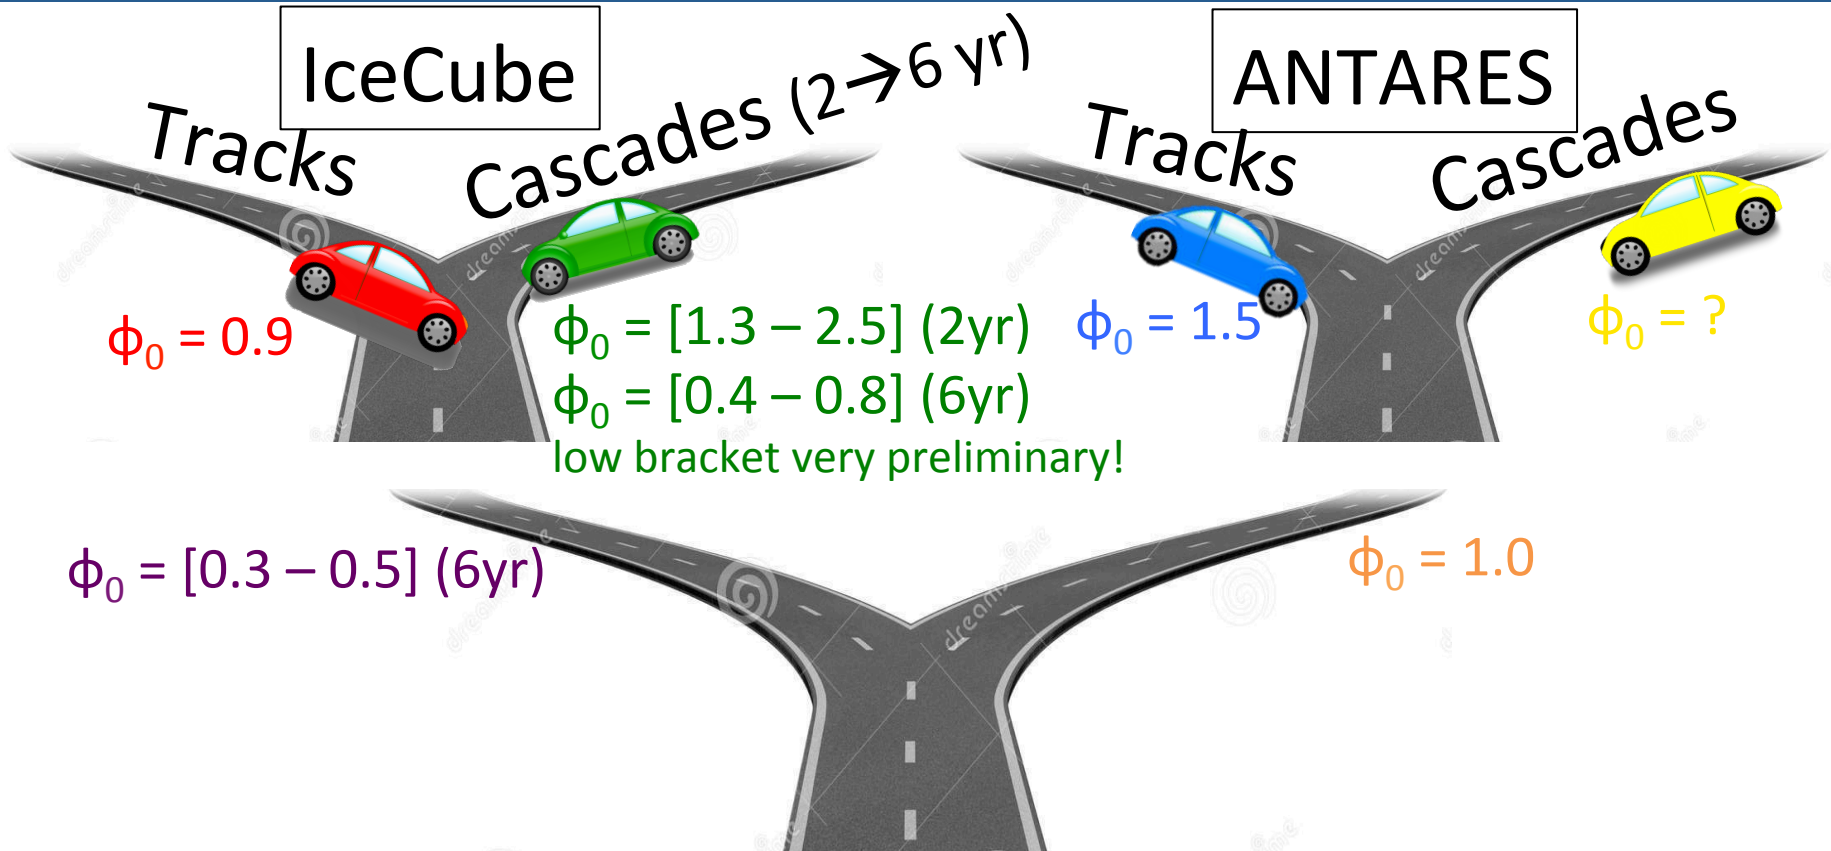 IceCube
Tracks
Cascades (2→6 yr)
ϕ₀ = 0.9
ϕ₀ = [1.3 – 2.5] (2yr)
ϕ₀ = [0.4 – 0.8] (6yr)
low bracket very preliminary!
ANTARES
Tracks
Cascades
ϕ₀ = 1.5
ϕ₀ = ?
ϕ₀ = [0.3 – 0.5] (6yr)
ϕ₀ = 1.0
dreamstime